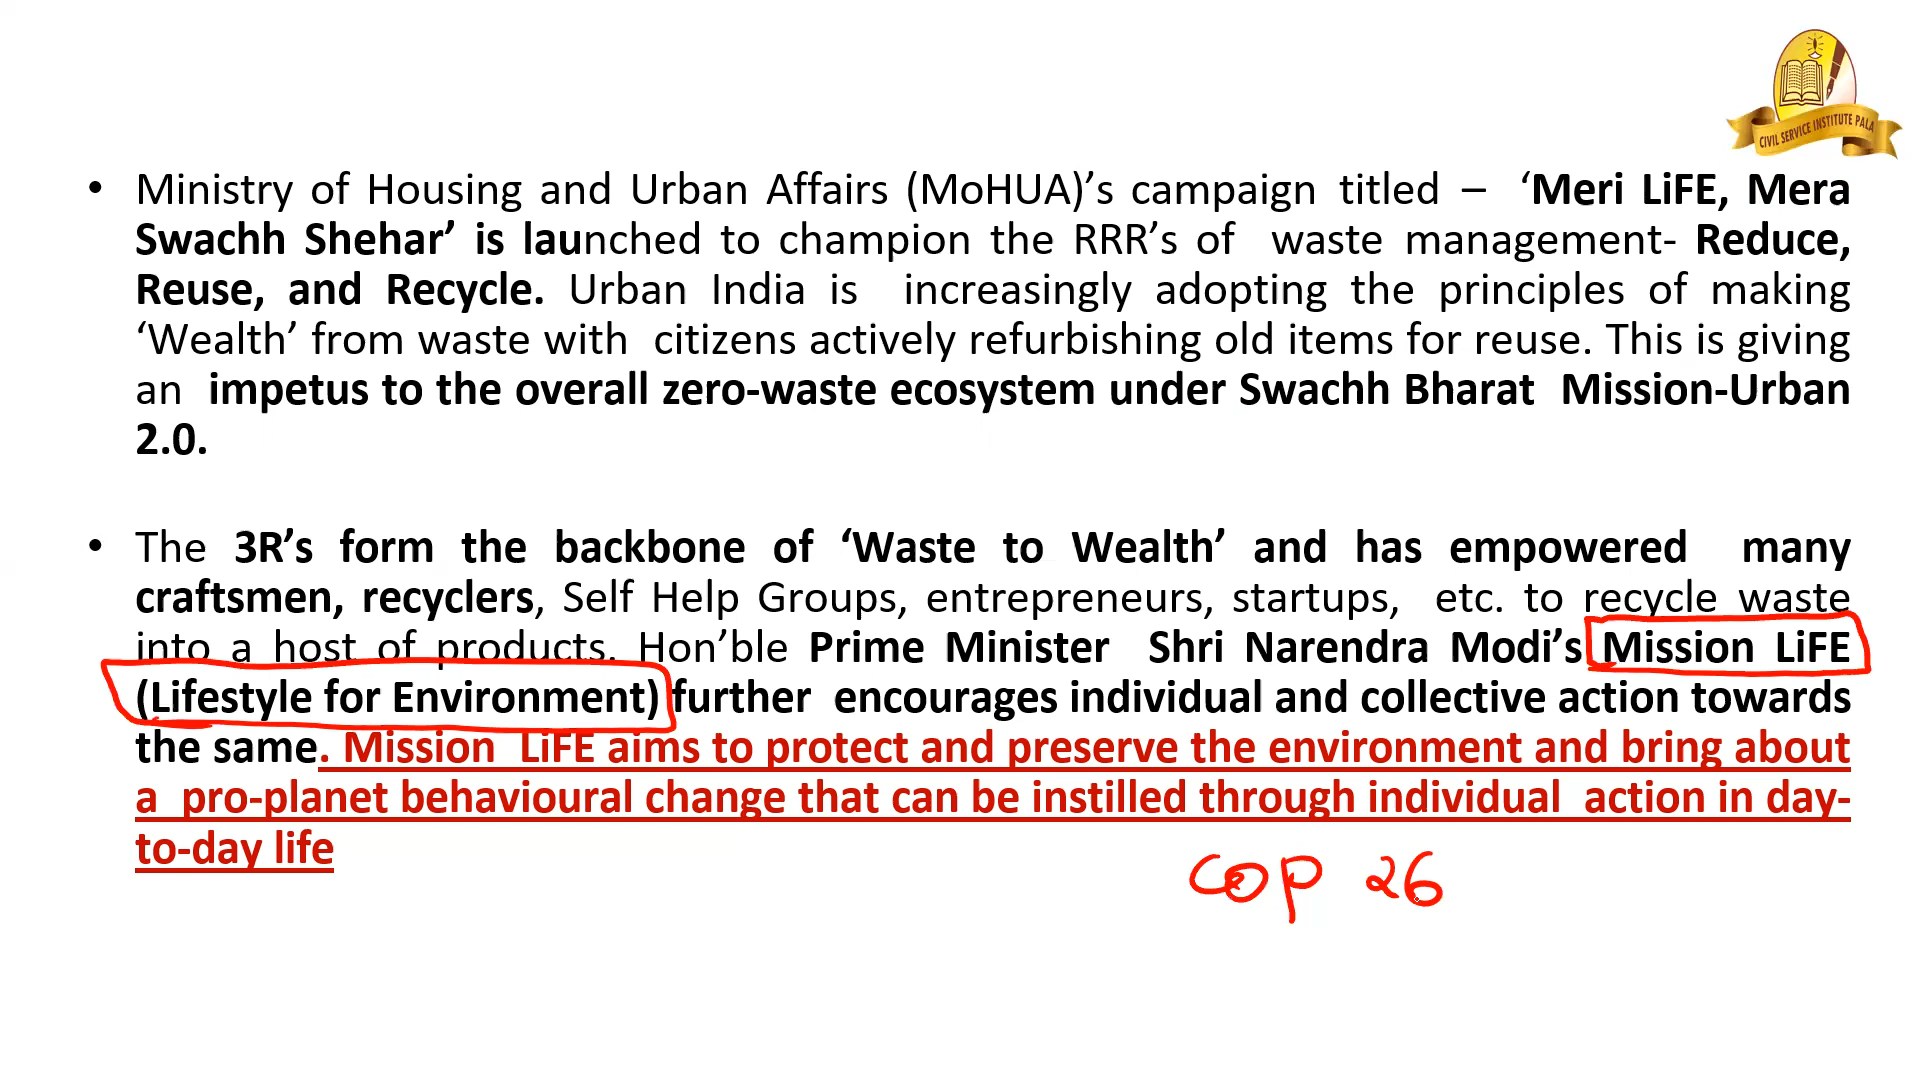 CIVIL SERVICE INSTITUTE PALA
• Ministry of Housing and Urban Affairs (MoHUA)’s campaign titled – ‘Meri LiFE, Mera
Swachh Shehar’ is launched to champion the RRR’s of waste management- Reduce,
Reuse, and Recycle. Urban India is increasingly adopting the principles of making
‘Wealth’ from waste with citizens actively refurbishing old items for reuse. This is giving
an impetus to the overall zero-waste ecosystem under Swachh Bharat Mission-Urban
2.0.
• The 3R’s form the backbone of ‘Waste to Wealth’ and has empowered many
craftsmen, recyclers, Self Help Groups, entrepreneurs, startups, etc. to recycle waste
into a host of products. Hon’ble Prime Minister Shri Narendra Modi’s Mission LiFE
(Lifestyle for Environment) further encourages individual and collective action towards
the same. Mission LiFE aims to protect and preserve the environment and bring about
a pro-planet behavioural change that can be instilled through individual action in day-
to-day life
COP 26